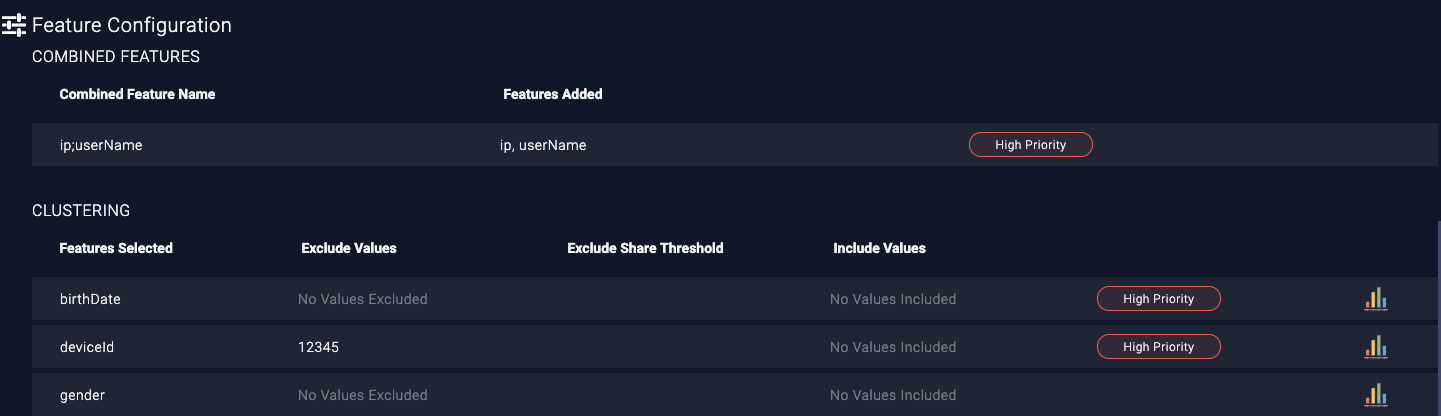 Feature Configuration
COMBINED FEATURES
Combined Feature Name Features Added
ip;userName ip, userName High Priority
CLUSTERING
Features Selected Exclude Values Exclude Share Threshold Include Values
birthDate No Values Excluded No Values Included High Priority
deviceId 12345 No Values Included High Priority
gender No Values Excluded No Values Included